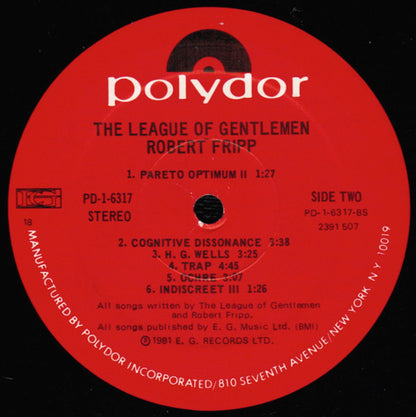 polydor
THE LEAGUE OF GENTLEMEN
ROBERT FRIPP
1. PARETO OPTIMUM II 1:27
PD-1-6317
STEREO
SIDE TWO
PD-1-6317-BS
2391 507
EG
18
2. COGNITIVE DISSONANCE 3:38
3. H. G. WELLS 3:25
4. TRAP 4:45
5. OCHRE 3:07
6. INDISCREET III 1:26
All songs written by The League of Gentlemen
and Robert Fripp.
All songs published by E. G. Music Ltd. (BMI)
℗ 1981 E. G. RECORDS LTD.
MANUFACTURED BY POLYDOR INCORPORATED/810 SEVENTH AVENUE/NEW YORK, N.Y. 10019